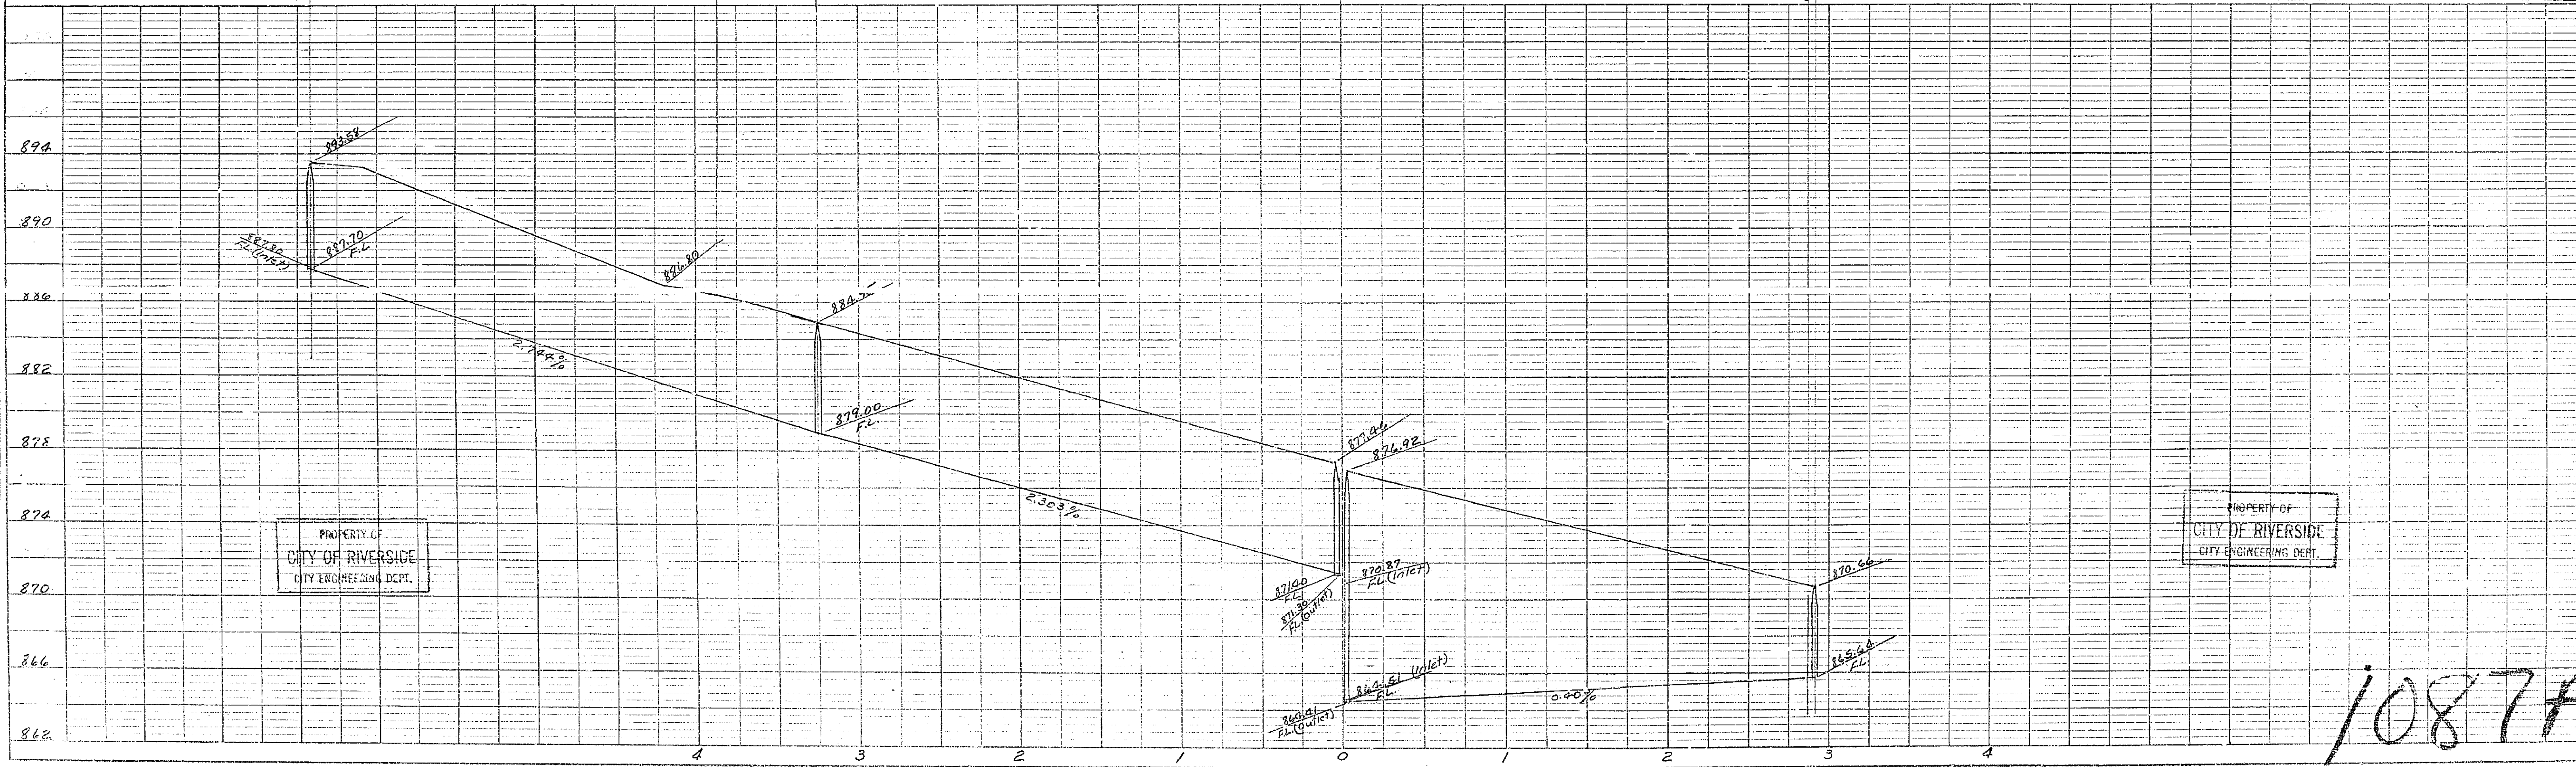 894
890
886
882
878
874
870
866
862
893.58
887.80
F.L. (Inlet)
887.70
F.L.
886.80
884.
2.744%
879.00
F.L.
2.303%
877.46
876.92
871.40
F.L.
871.30
F.L. (Outlet)
870.87
F.L. (Inlet)
870.66
865.64
F.L.
864.51 (Inlet)
F.L.
864.41
F.L. (Outlet)
0.40%
PROPERTY OF
CITY OF RIVERSIDE
CITY ENGINEERING DEPT.
PROPERTY OF
CITY OF RIVERSIDE
CITY ENGINEERING DEPT.
4 3 2 1 0 1 2 3 4